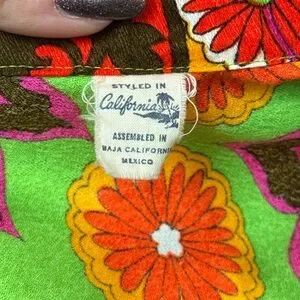 STYLED IN
California
ASSEMBLED IN
BAJA CALIFORNIA
MEXICO